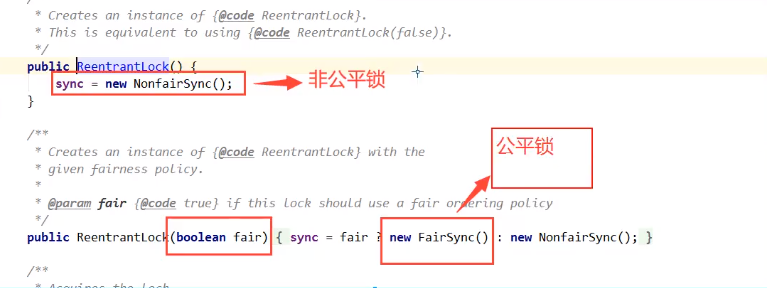 /**
* Creates an instance of {@code ReentrantLock}.
* This is equivalent to using {@code ReentrantLock(false)}.
*/
public ReentrantLock() {
sync = new NonfairSync();
非公平锁
}
/**
* Creates an instance of {@code ReentrantLock} with the
* given fairness policy.
*
* @param fair {@code true} if this lock should use a fair ordering policy
*/
公平锁
public ReentrantLock(boolean fair) { sync = fair ? new FairSync() : new NonfairSync(); }
/**
* Acquires the lock.